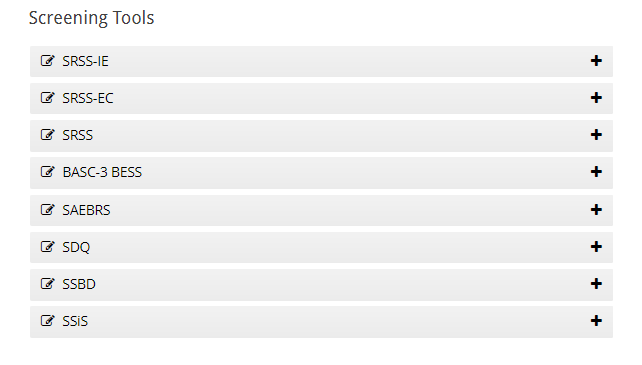 Screening Tools
SRSS-IE
SRSS-EC
SRSS
BASC-3 BESS
SAEBRS
SDQ
SSBD
SSiS